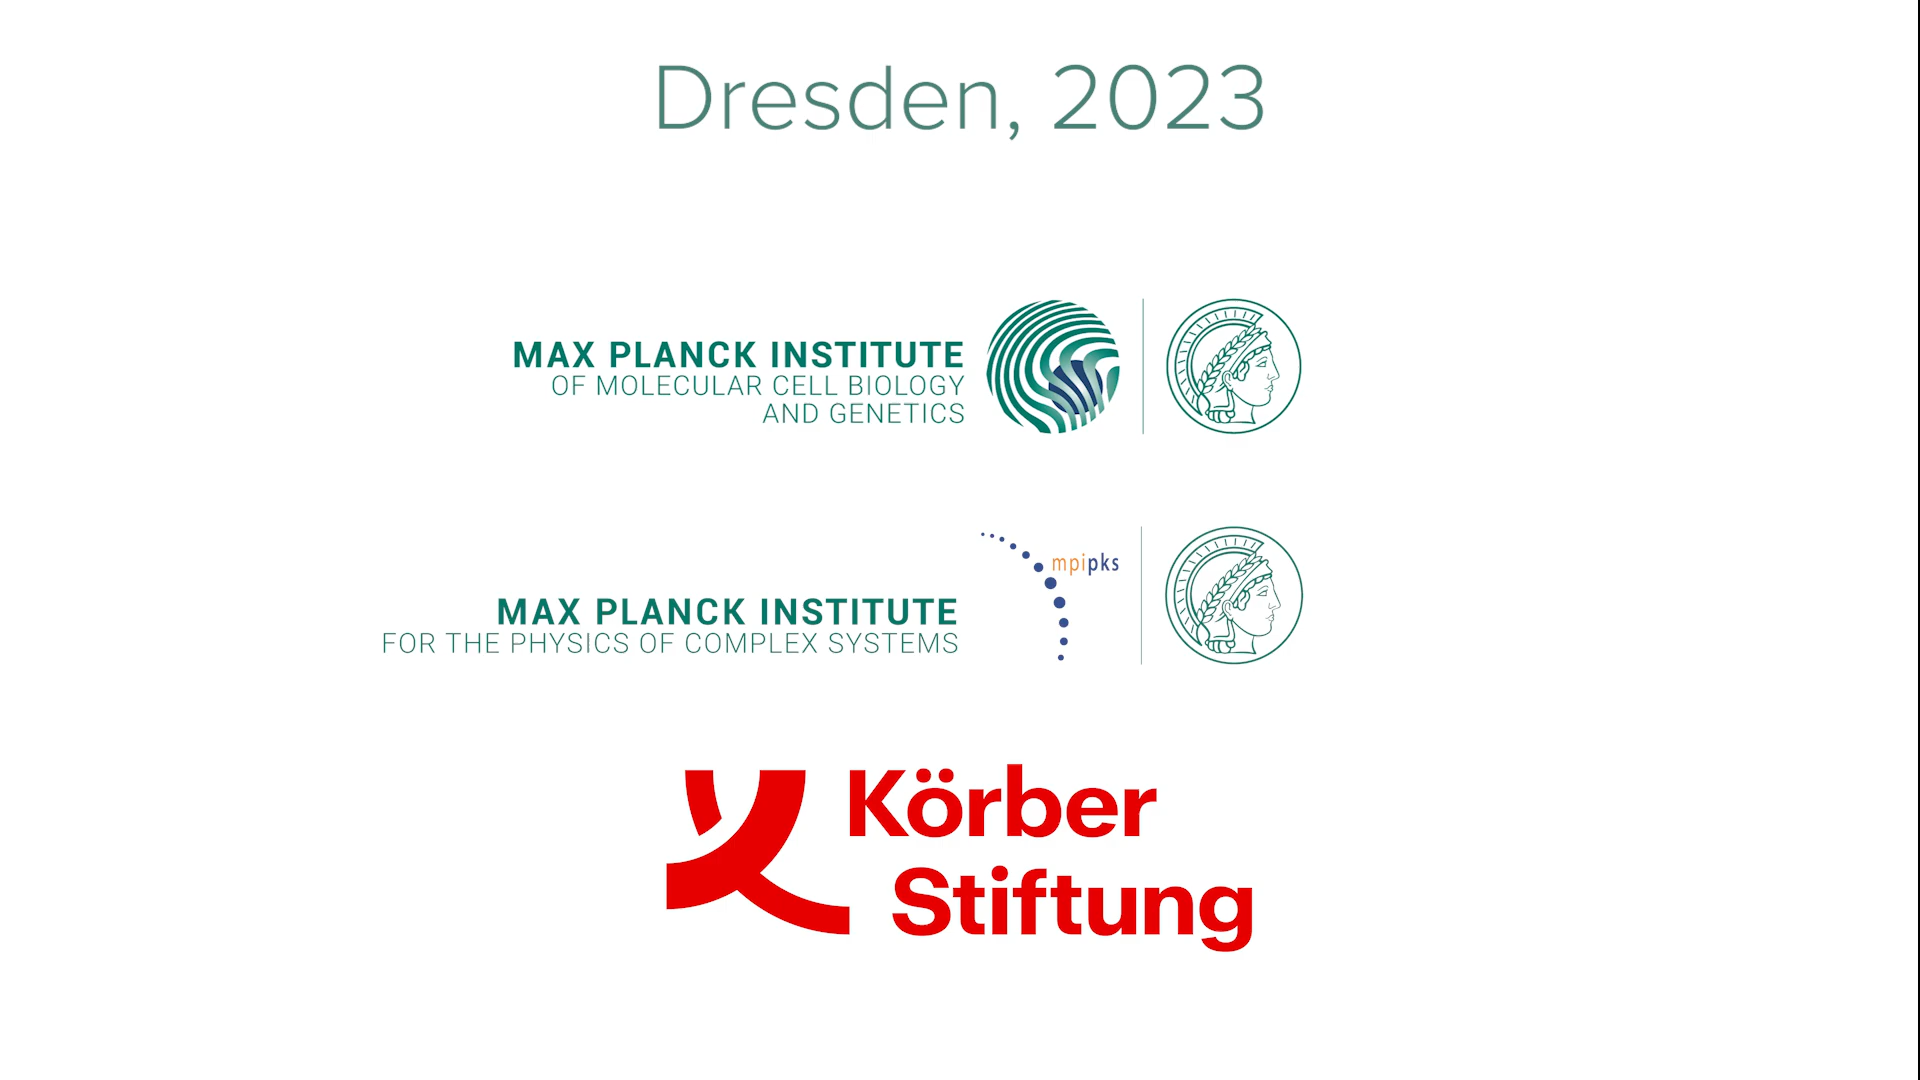 Dresden, 2023
MAX PLANCK INSTITUTE
OF MOLECULAR CELL BIOLOGY
AND GENETICS
mpipks
MAX PLANCK INSTITUTE
FOR THE PHYSICS OF COMPLEX SYSTEMS
Körber
Stiftung